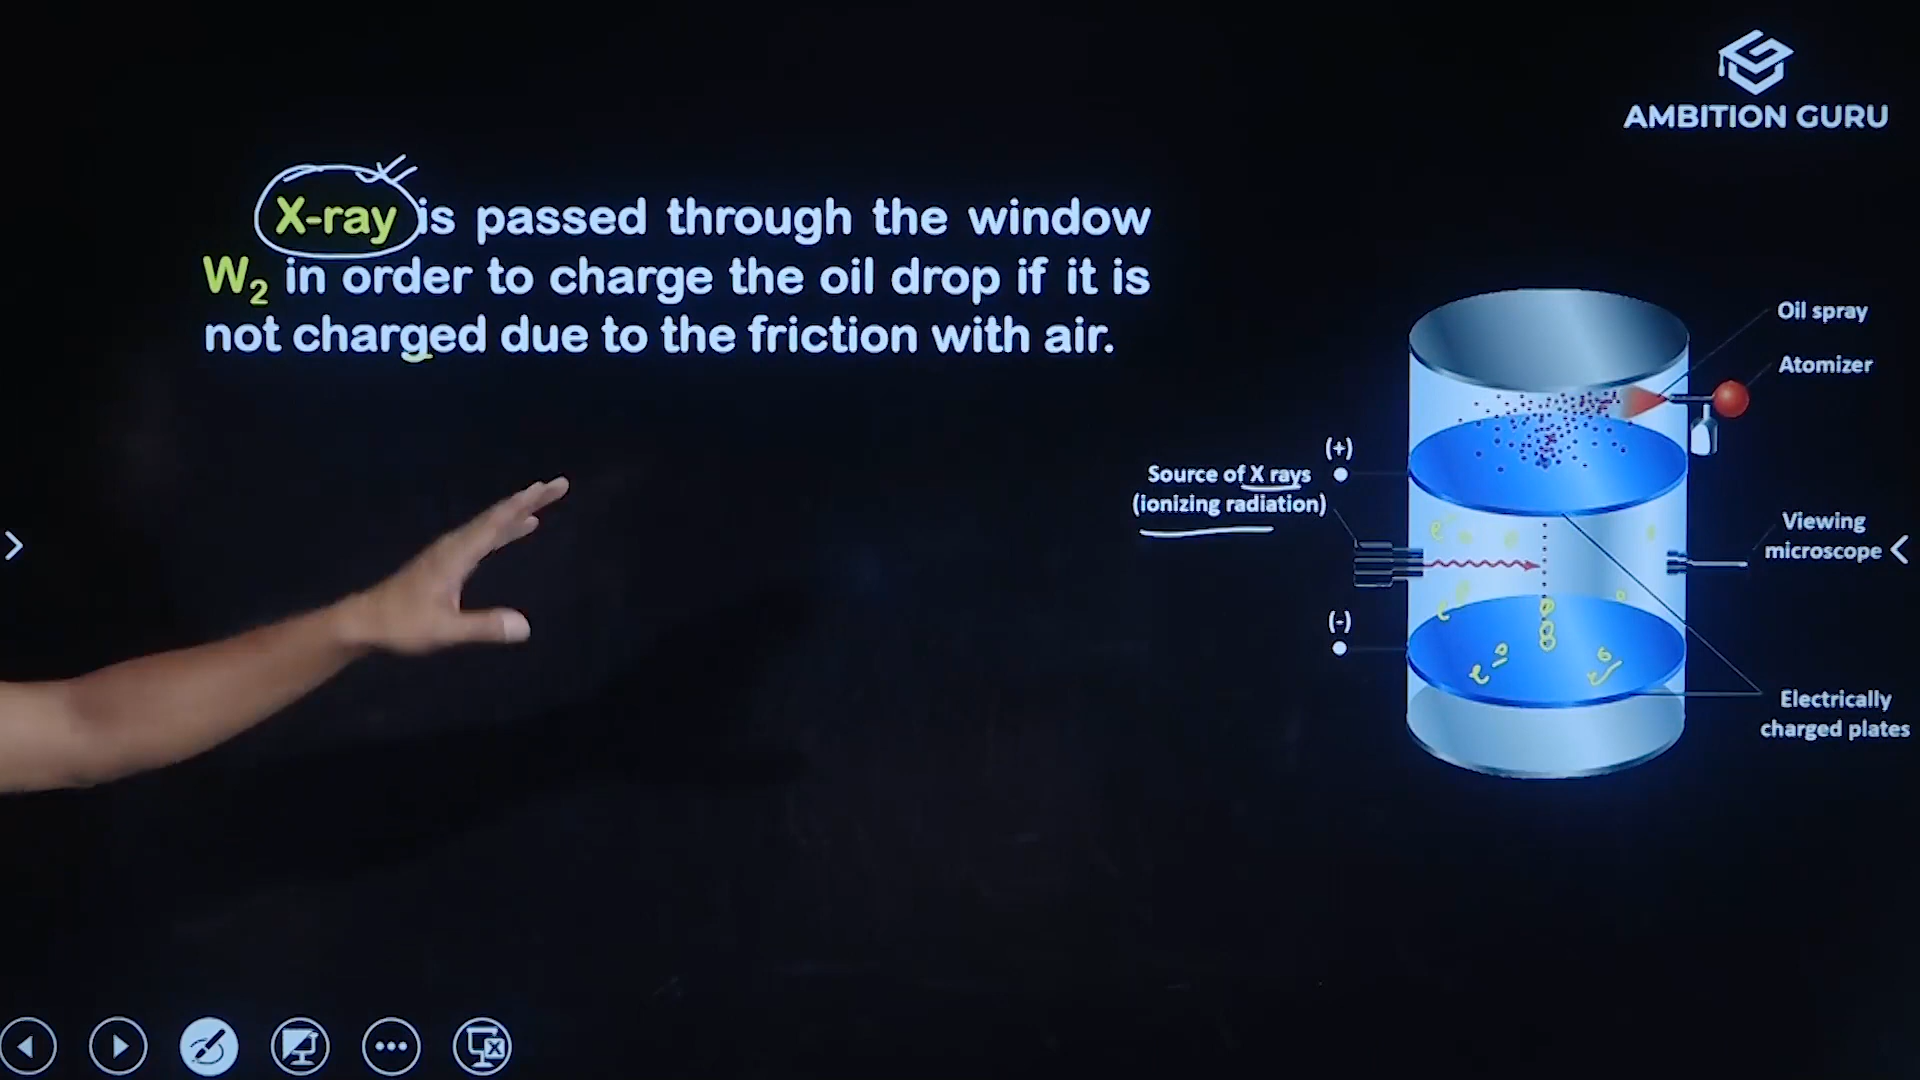 AMBITION GURU
X-ray is passed through the window
W₂ in order to charge the oil drop if it is
not charged due to the friction with air.
Oil spray
Atomizer
(+)
Source of X rays
(ionizing radiation)
Viewing
microscope
(-)
Electrically
charged plates